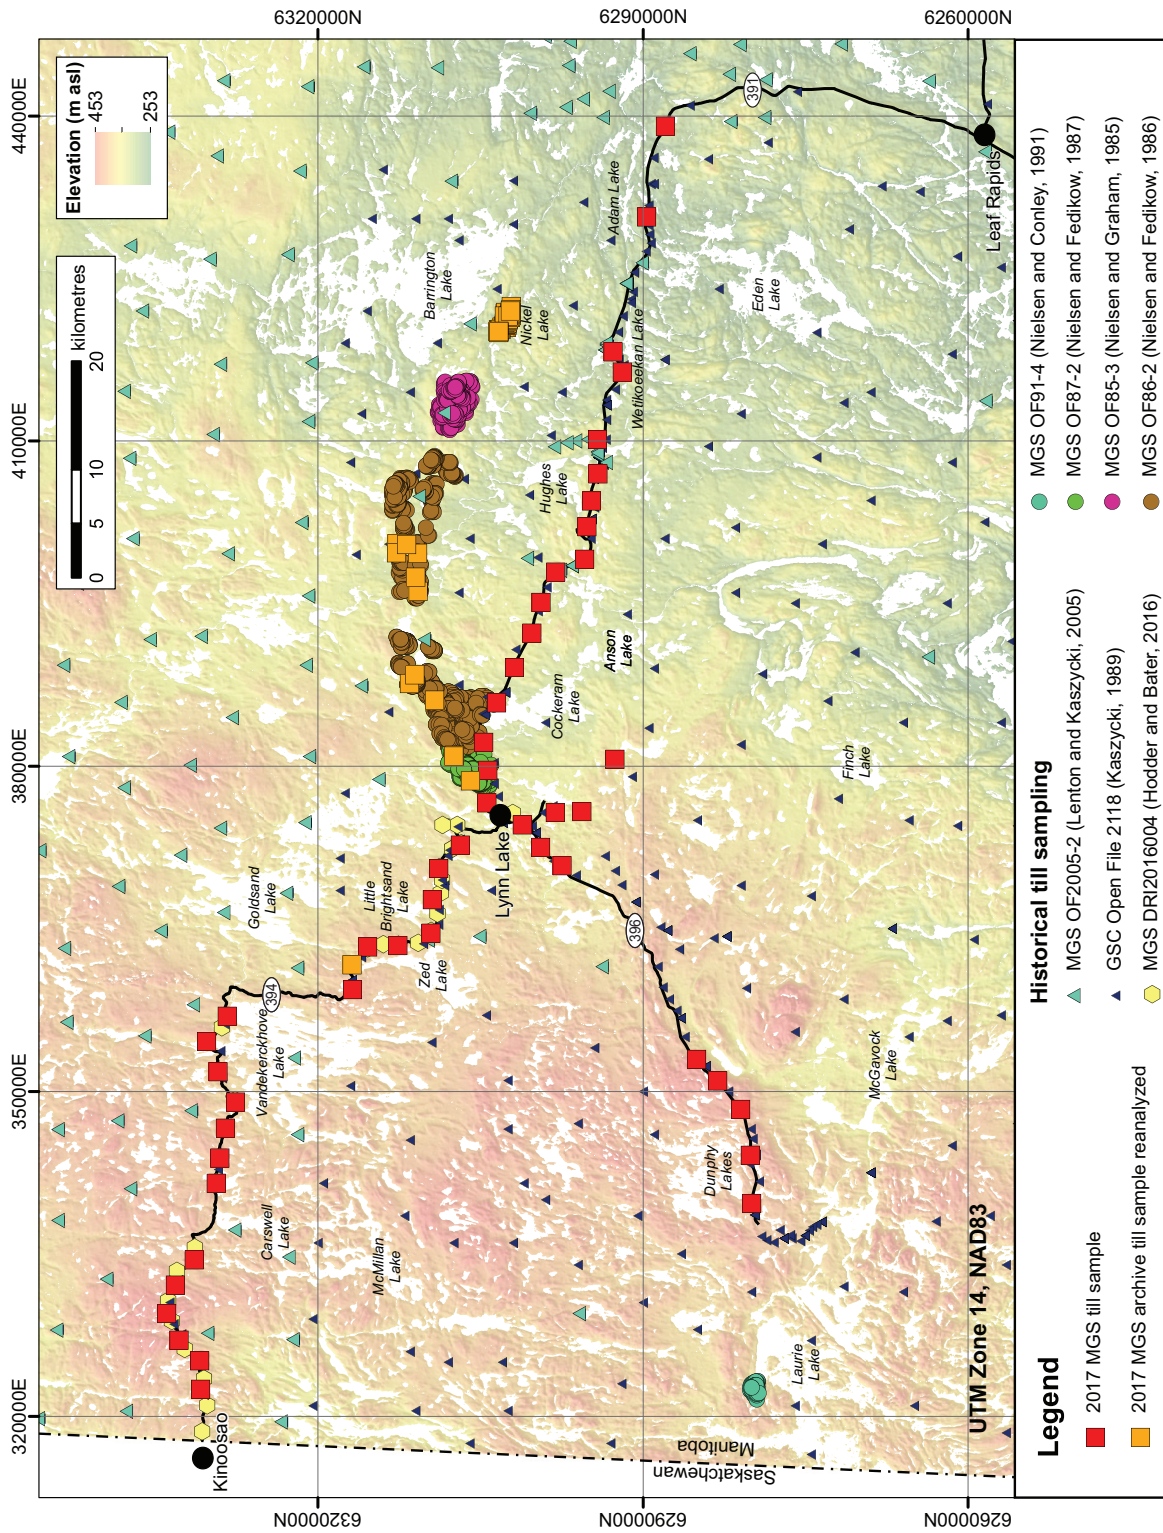 6320000N
6290000N
6260000N
440000E
410000E
380000E
350000E
320000E
Elevation (m asl)
453
253
0
5
10
20
kilometres
Kinoosao
Carswell
Lake
McMillan
Lake
Vandekerckhove
Lake
394
Goldsand
Lake
Little
Brightsand
Lake
Zed
Lake
Lynn Lake
Cockeram
Lake
Anson
Lake
Hughes
Lake
Barrington
Lake
Nickel
Lake
Wetikoeekan Lake
Adam Lake
391
Eden
Lake
Leaf Rapids
Finch
Lake
396
McGavock
Lake
Dunphy
Lakes
Laurie
Lake
Saskatchewan
Manitoba
UTM Zone 14, NAD83
6320000N
6290000N
6260000N
Legend
2017 MGS till sample
2017 MGS archive till sample reanalyzed
Historical till sampling
MGS OF2005-2 (Lenton and Kaszycki, 2005)
GSC Open File 2118 (Kaszycki, 1989)
MGS DRI2016004 (Hodder and Bater, 2016)
MGS OF91-4 (Nielsen and Conley, 1991)
MGS OF87-2 (Nielsen and Fedikow, 1987)
MGS OF85-3 (Nielsen and Graham, 1985)
MGS OF86-2 (Nielsen and Fedikow, 1986)